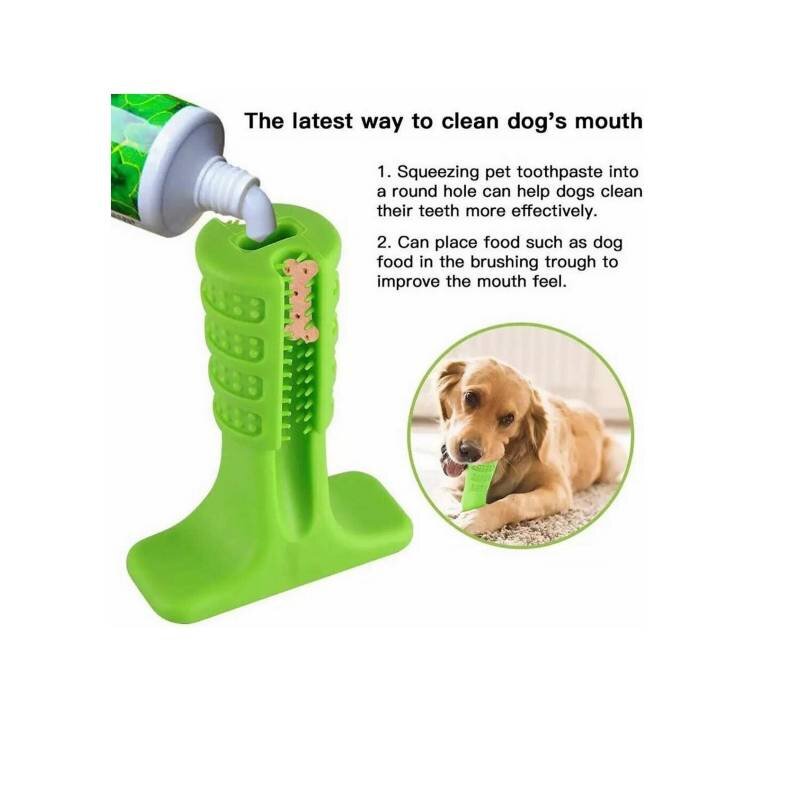 The latest way to clean dog's mouth
1. Squeezing pet toothpaste into
a round hole can help dogs clean
their teeth more effectively.
2. Can place food such as dog
food in the brushing trough to
improve the mouth feel.